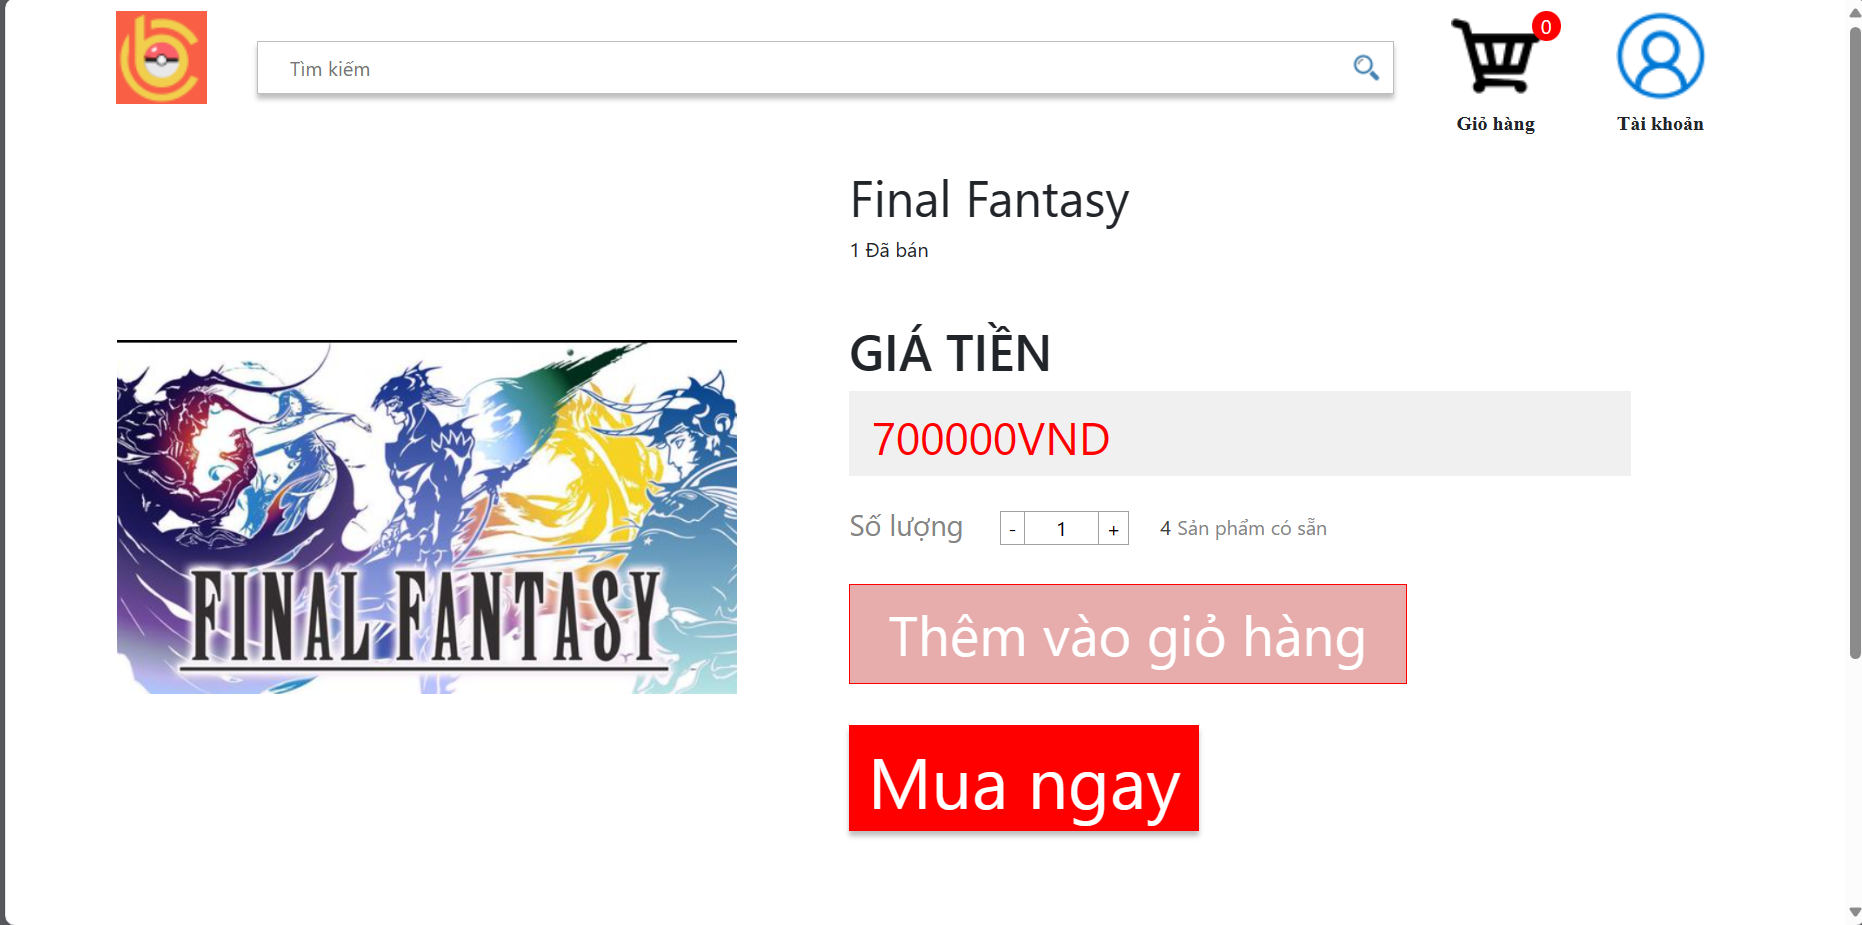 Tìm kiếm
0
Giỏ hàng
Tài khoản
Final Fantasy
1 Đã bán
GIÁ TIỀN
700000VND
Số lượng - 1 + 4 Sản phẩm có sẵn
Thêm vào giỏ hàng
Mua ngay
FINAL FANTASY